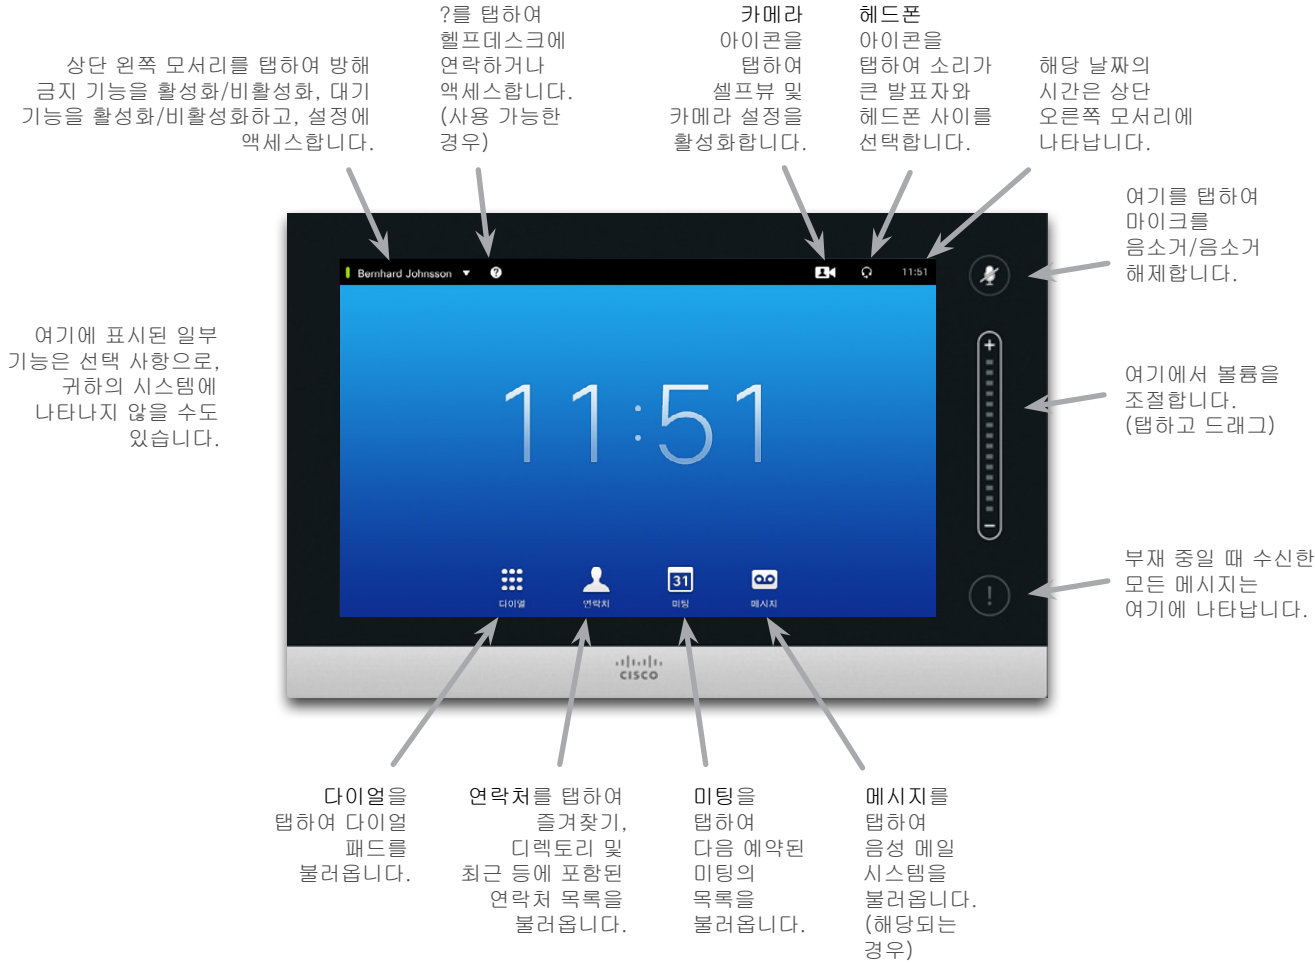 ?를 탭하여
헬프데스크에
연락하거나
액세스합니다.
(사용 가능한
경우)
상단 왼쪽 모서리를 탭하여 방해
금지 기능을 활성화/비활성화, 대기
기능을 활성화/비활성화하고, 설정에
액세스합니다.
카메라
아이콘을
탭하여
셀프뷰 및
카메라 설정을
활성화합니다.
헤드폰
아이콘을
탭하여 소리가
큰 발표자와
헤드폰 사이를
선택합니다.
해당 날짜의
시간은 상단
오른쪽 모서리에
나타납니다.
여기를 탭하여
마이크를
음소거/음소거
해제합니다.
Bernhard Johnsson
?
11:51
여기에 표시된 일부
기능은 선택 사항으로,
귀하의 시스템에
나타나지 않을 수도
있습니다.
11:51
+
−
여기에서 볼륨을
조절합니다.
(탭하고 드래그)
31
다이얼
연락처
미팅
메시지
!
부재 중일 때 수신한
모든 메시지는
여기에 나타납니다.
CISCO
다이얼을
탭하여 다이얼
패드를
불러옵니다.
연락처를 탭하여
즐겨찾기,
디렉토리 및
최근 등에 포함된
연락처 목록을
불러옵니다.
미팅을
탭하여
다음 예약된
미팅의
목록을
불러옵니다.
메시지를
탭하여
음성 메일
시스템을
불러옵니다.
(해당되는
경우)